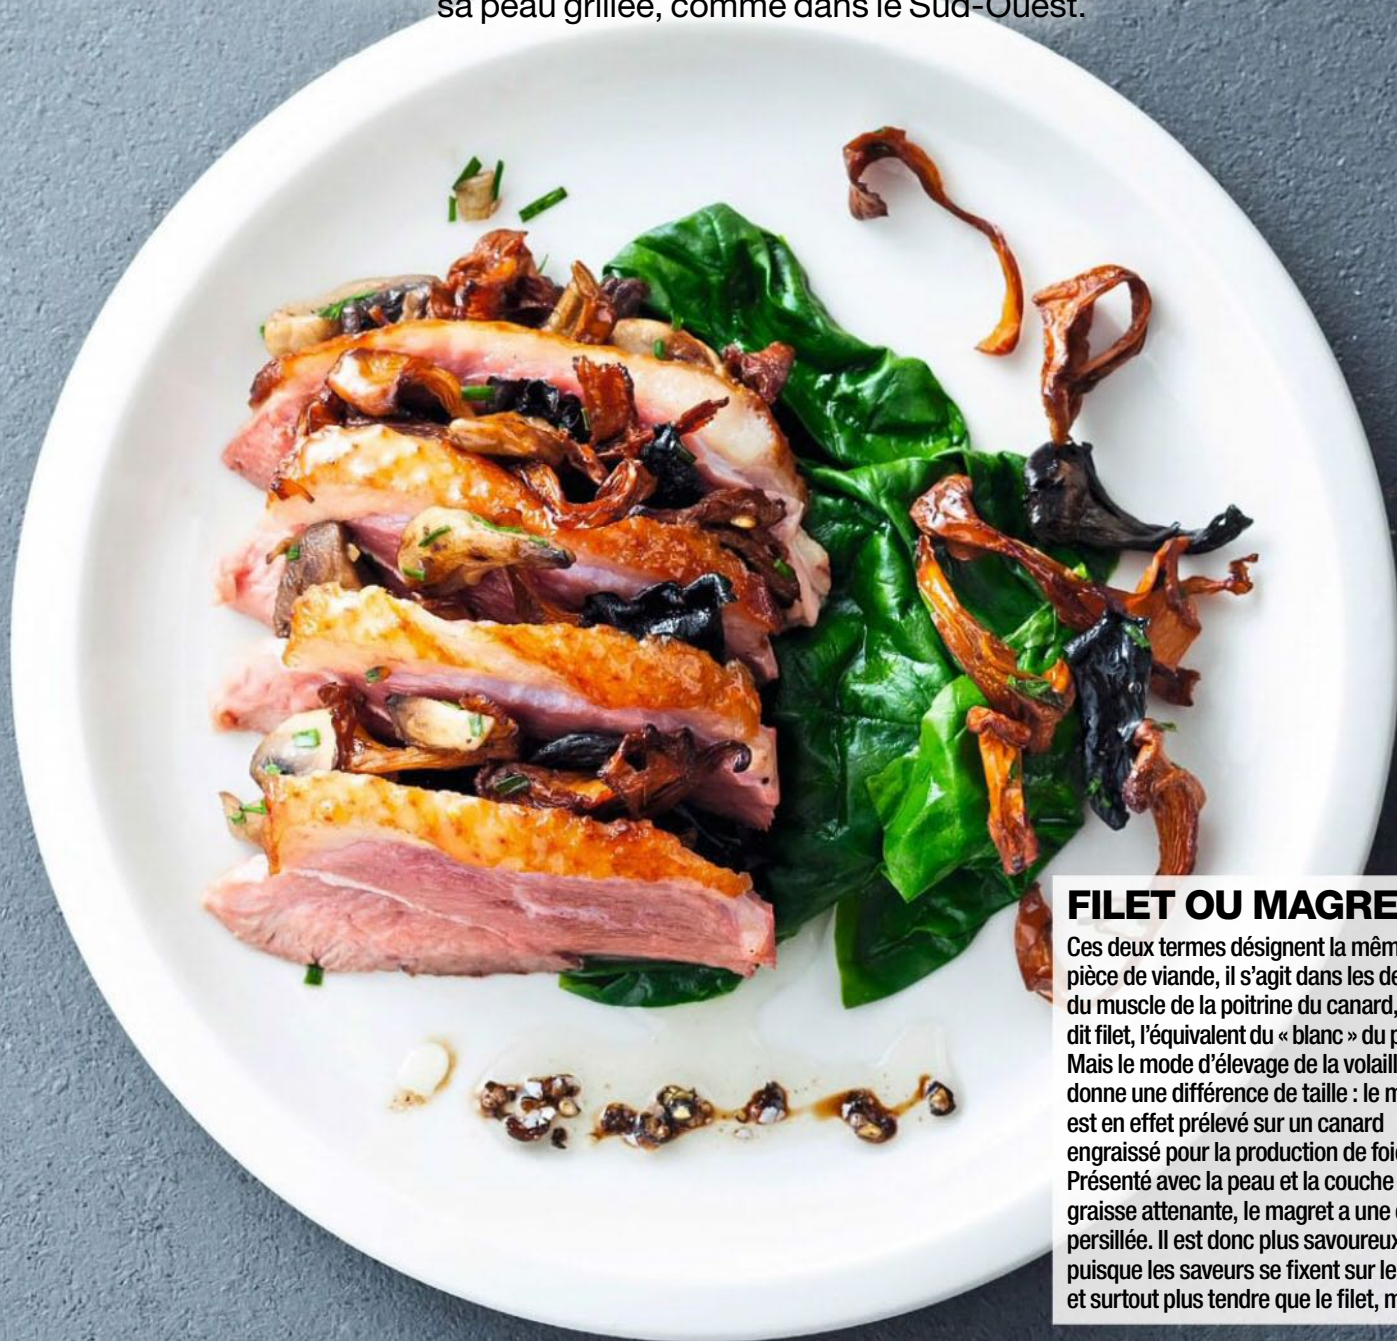 sa peau grillée, comme dans le Sud-Ouest.
FILET OU MAGRE
Ces deux termes désignent la mêm
pièce de viande, il s’agit dans les de
du muscle de la poitrine du canard,
dit filet, l’équivalent du « blanc » du p
Mais le mode d’élevage de la volaill
donne une différence de taille : le m
est en effet prélevé sur un canard
engraissé pour la production de foie
Présenté avec la peau et la couche
graisse attenante, le magret a une
persillée. Il est donc plus savoureux
puisque les saveurs se fixent sur le
et surtout plus tendre que le filet, m